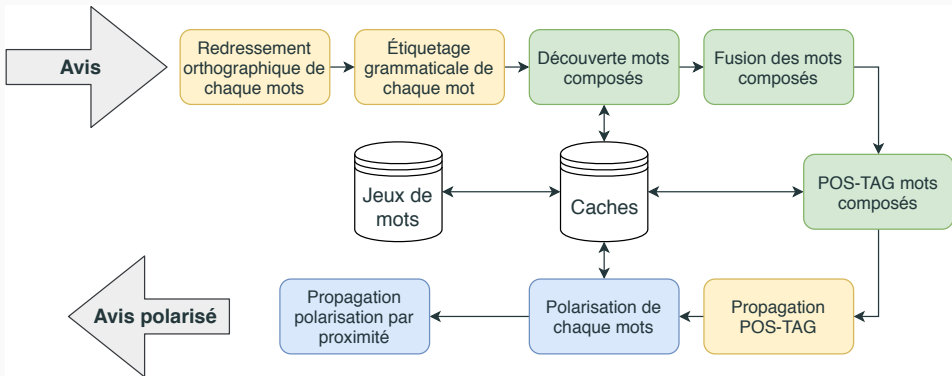 Avis
Redressement
orthographique de
chaque mots
Étiquetage
grammaticale de
chaque mot
Découverte mots
composés
Fusion des mots
composés
Jeux de
mots
Caches
POS-TAG mots
composés
Avis polarisé
Propagation
polarisation par
proximité
Polarisation de
chaque mots
Propagation
POS-TAG